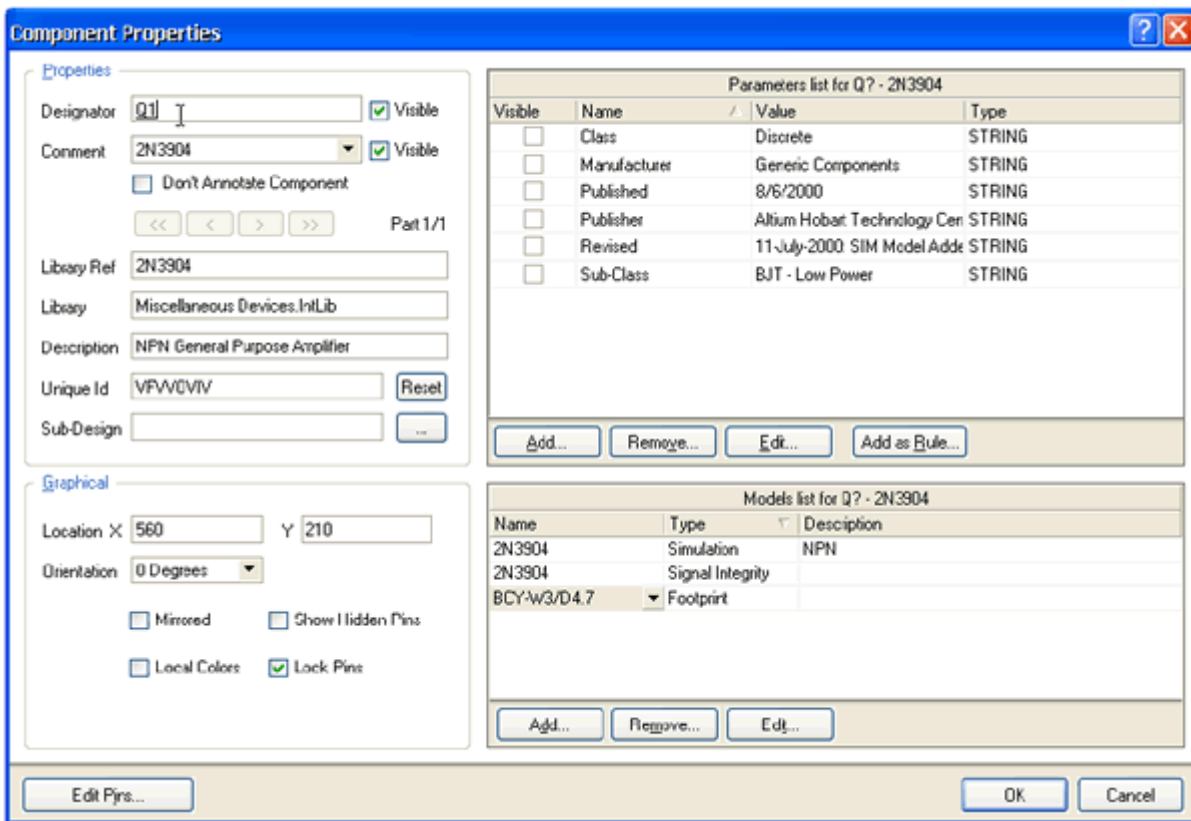 Component Properties
Properties
Designator Q1 Visible
Comment 2N3904 Visible
Don't Annotate Component
<< < > >> Part 1/1
Library Ref 2N3904
Library Miscellaneous Devices.IntLib
Description NPN General Purpose Amplifier
Unique Id Reset
Sub-Design ...
Graphical
Location X 560 Y 210
Orientation 0 Degrees
Mirrored Show Hidden Pins
Local Colors Lock Pins
Parameters list for Q? - 2N3904
Visible Name Value Type
Class Discrete STRING
Manufacturer Generic Components STRING
Published 8/6/2000 STRING
Publisher Altium Hobart Technology Cen STRING
Revised 11-July-2000: SIM Model Adde STRING
Sub-Class BJT - Low Power STRING
Add... Remove... Edit... Add as Rule...
Models list for Q? - 2N3904
Name Type Desciption
2N3904 Simulation NPN
2N3904 Signal Integrity
BCY-W3/D4.7 Footprint
Add... Remove... Edit...
Edit Pins... OK Cancel